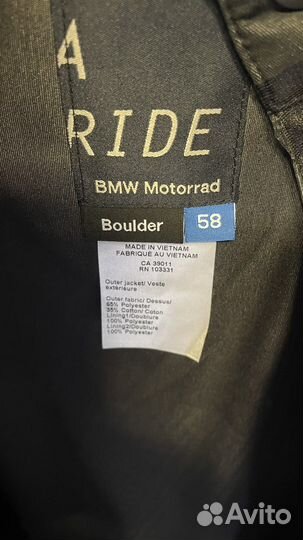 A
RIDE
BMW Motorrad
Boulder 58
MADE IN VIETNAM
FABRIQUÉ AU VIETNAM
CA 39011
RN 103331
Outer jacket/ Veste
extérieure
Outer fabric/ Dessus/
65% Polyester
35% Cotton/ Coton
Lining1/Doublure
100% Polyester
Lining2/Doublure
100% Polyester
Avito